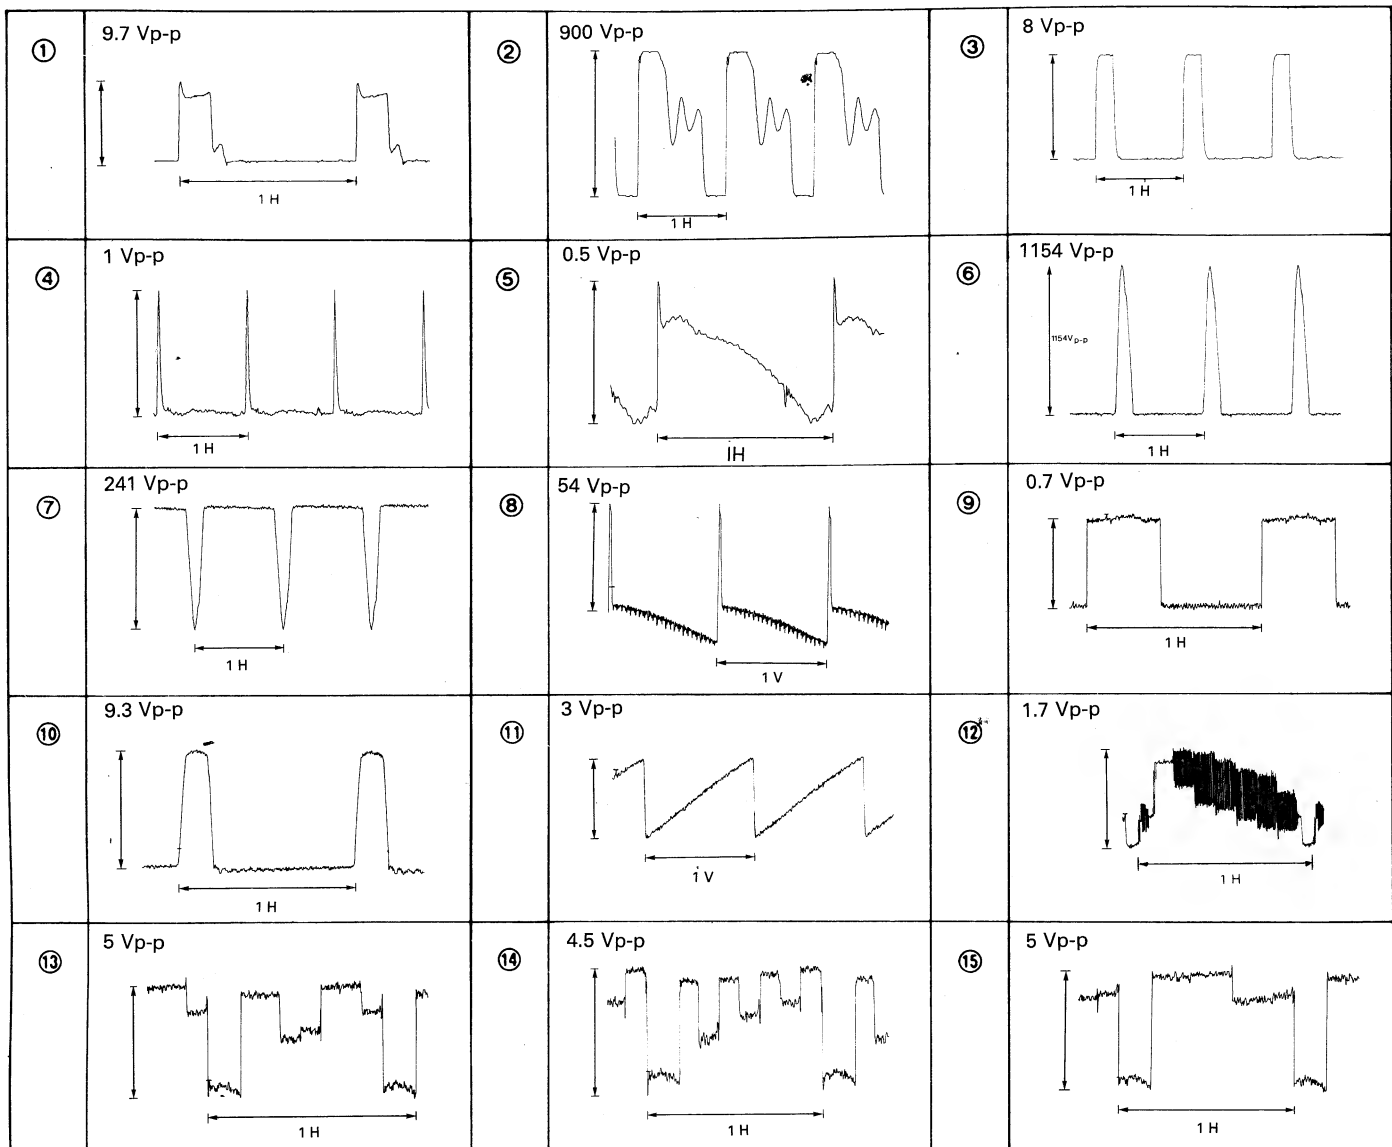 ① 9.7 Vp-p
1 H
② 900 Vp-p
1 H
③ 8 Vp-p
1 H
④ 1 Vp-p
1 H
⑤ 0.5 Vp-p
IH
⑥ 1154 Vp-p
1154Vp-p
1 H
⑦ 241 Vp-p
1 H
⑧ 54 Vp-p
1 V
⑨ 0.7 Vp-p
1 H
⑩ 9.3 Vp-p
1 H
⑪ 3 Vp-p
1 V
⑫ 1.7 Vp-p
1 H
⑬ 5 Vp-p
1 H
⑭ 4.5 Vp-p
1 H
⑮ 5 Vp-p
1 H